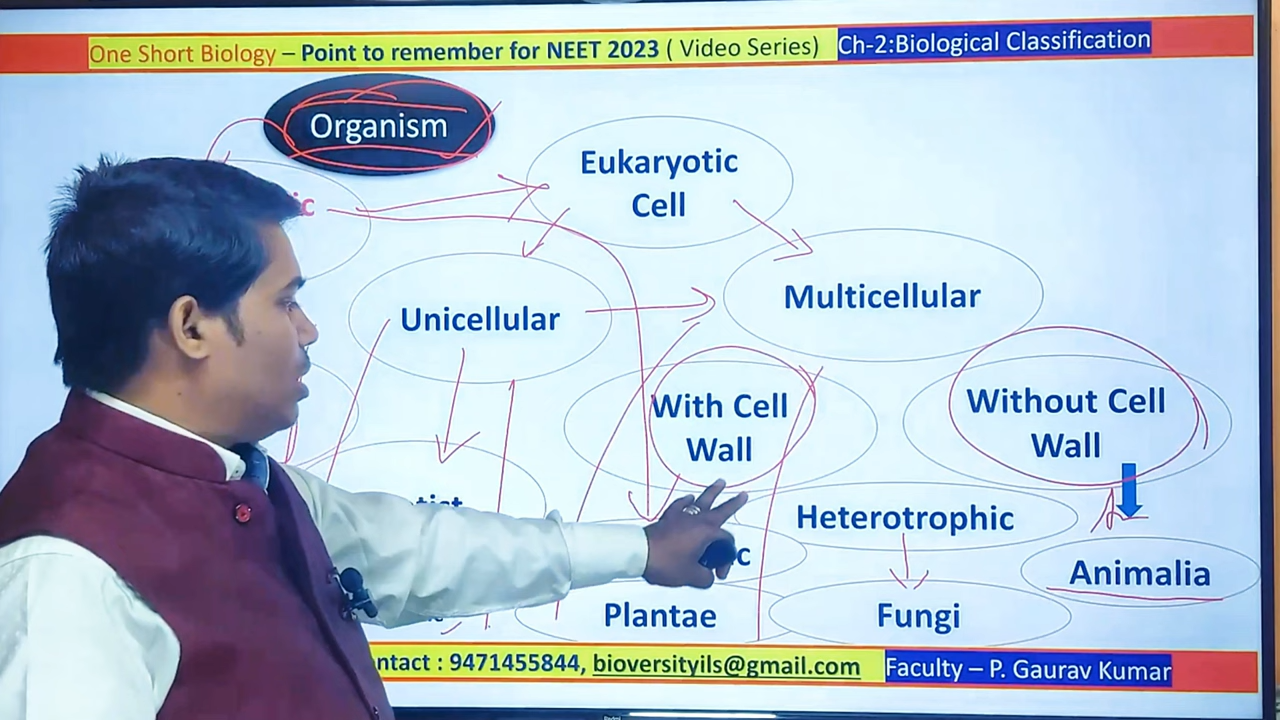 One Short Biology – Point to remember for NEET 2023 ( Video Series) Ch-2:Biological Classification
Organism
Eukaryotic
Cell
Unicellular
Multicellular
With Cell
Wall
Without Cell
Wall
Heterotrophic
Animalia
Plantae
Fungi
9471455844, bioversityils@gmail.com Faculty – P. Gaurav Kumar